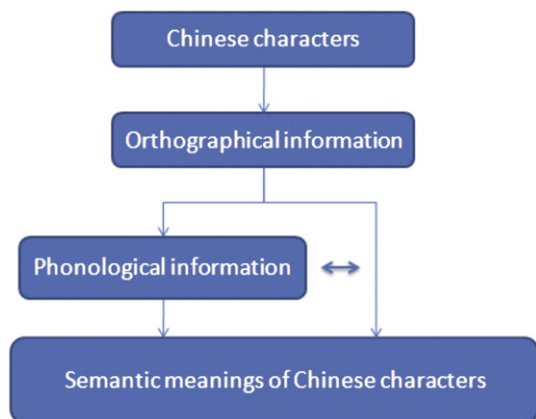 Chinese characters
Orthographical information
Phonological information
Semantic meanings of Chinese characters